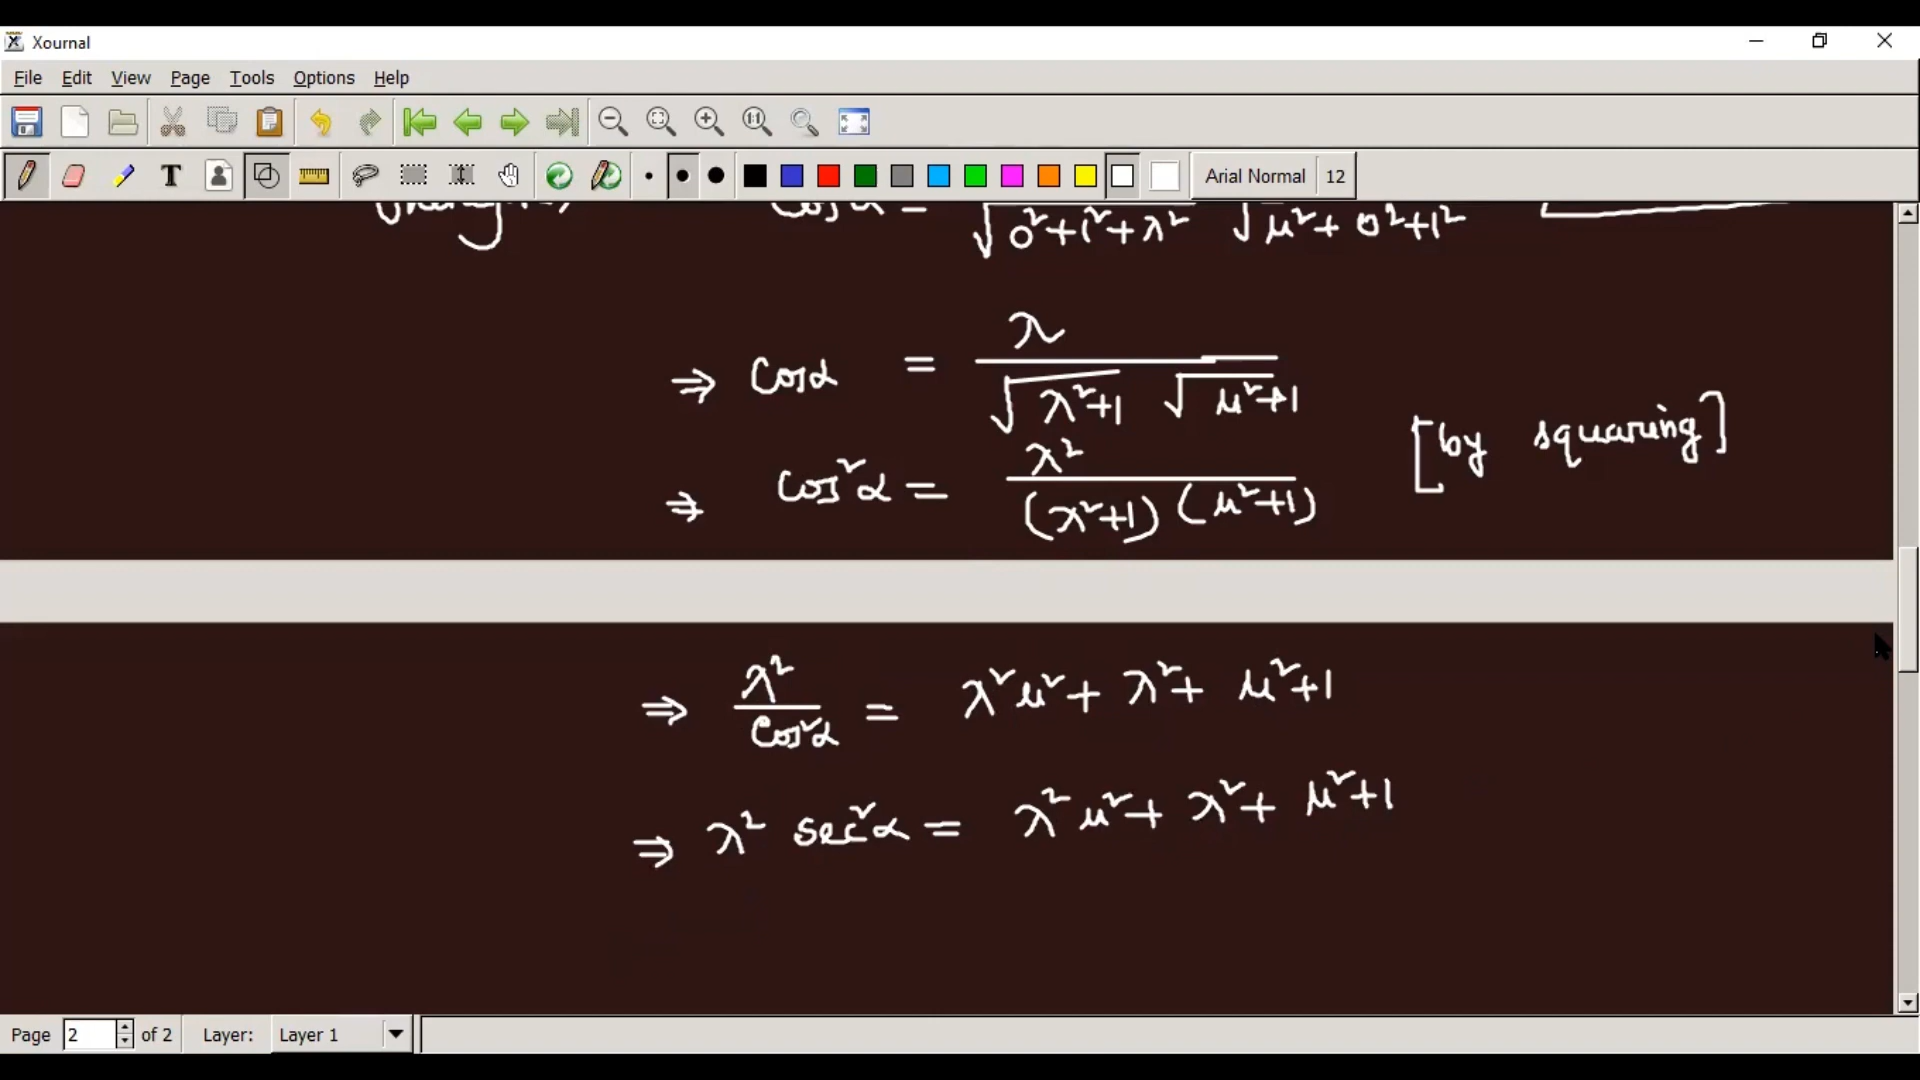 Xournal
File Edit View Page Tools Options Help
Arial Normal 12
Cosα = √0²+1²+λ² √μ²+0²+1²
⇒ Cosα = λ / √λ²+1 √μ²+1
⇒ Cos²α = λ² / (λ²+1) (μ²+1) [by squaring]
⇒ λ² / Cos²α = λ²μ² + λ² + μ²+1
⇒ λ² sec²α = λ²μ² + λ² + μ²+1
Page 2 of 2 Layer: Layer 1